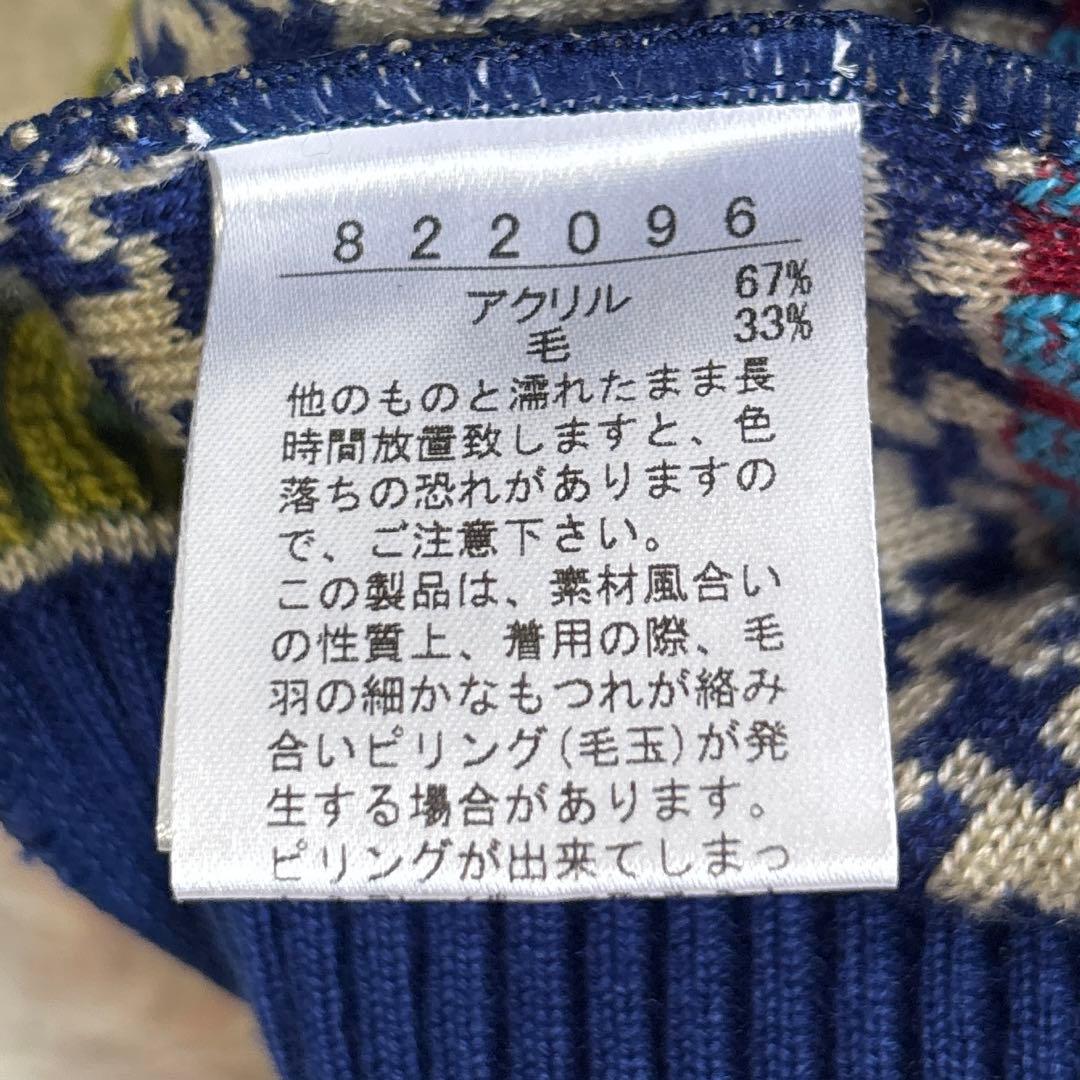 822096
アクリル 67%
毛 33%
他のものと濡れたまま長
時間放置致しますと、色
落ちの恐れがありますの
で、ご注意下さい。
この製品は、素材風合い
の性質上、着用の際、毛
羽の細かなもつれが絡み
合いピリング(毛玉)が発
生する場合があります。
ピリングが出来てしまっ